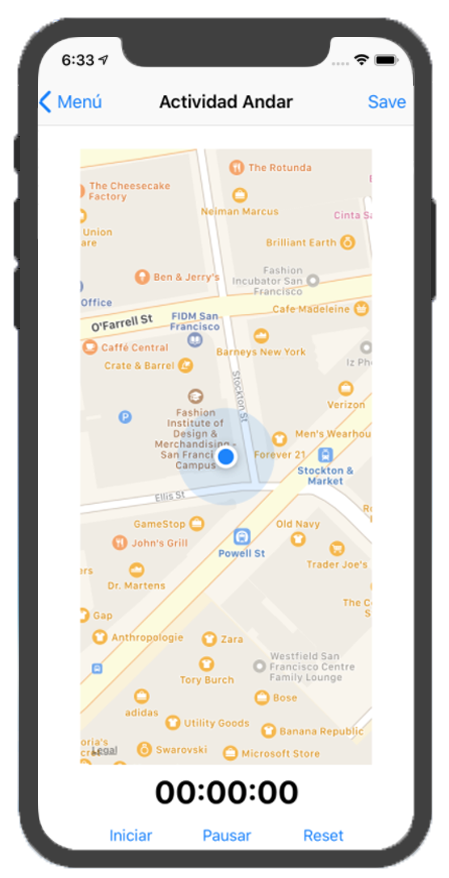 6:33
Menú
Actividad Andar
Save
The Rotunda
The Cheesecake
Factory
Neiman Marcus
Cinta
Union
Brilliant Earth
Ben & Jerry's
Fashion
Incubator San
Francisco
Office
Cafe Madeleine
O'Farrell St
FIDM San
Francisco
Caffé Central
Barneys New York
Crate & Barrel
Stockton St
Verizon
Fashion
Institute of
Design &
Merchandising -
San Franci
Campus
P
Men's Wearhou
Forever 21
Stockton &
Market
Ellis St
GameStop
Old Navy
John's Grill
Powell St
Trader Joe's
Dr. Martens
The C
Gap
Anthropologie
Zara
Westfield San
Francisco Centre
Family Lounge
Tory Burch
adidas
Bose
Utility Goods
Banana Republic
Legal
Swarovski
Microsoft Store
00:00:00
Iniciar
Pausar
Reset